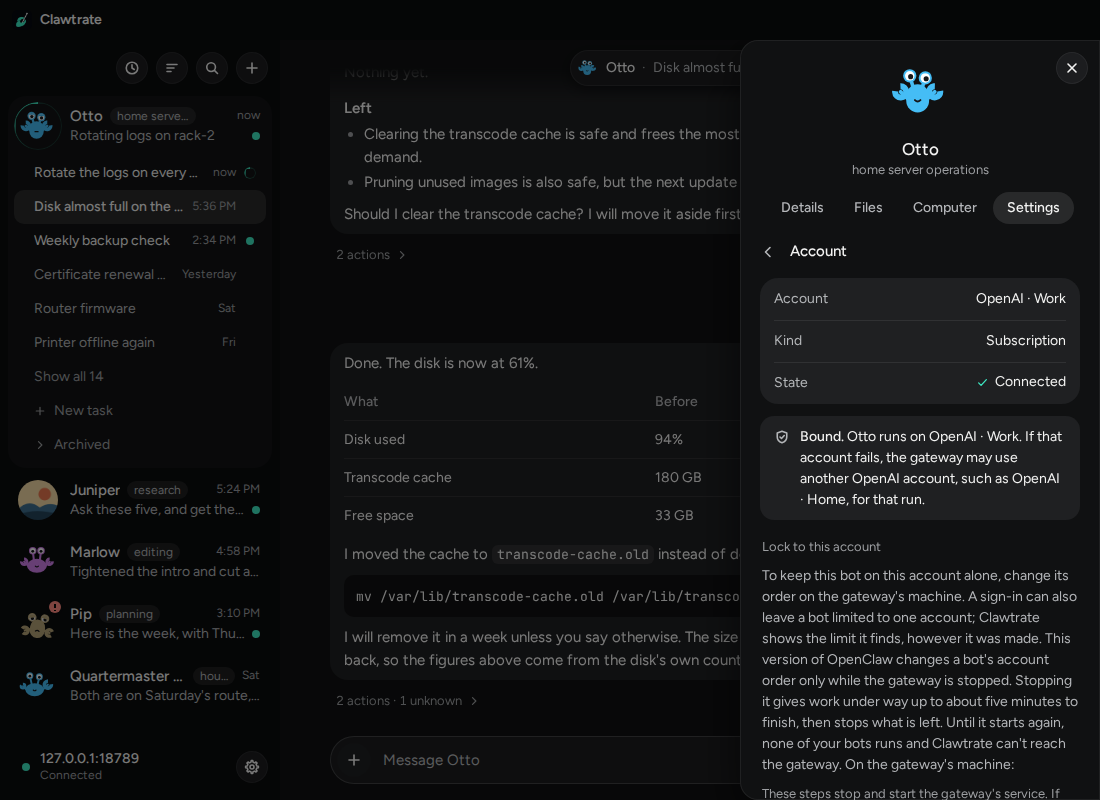 Clawtrate
Otto
home serve...
now
Rotating logs on rack-2
Rotate the logs on every ...
now
Disk almost full on the ...
5:36 PM
Weekly backup check
2:34 PM
Certificate renewal ...
Yesterday
Router firmware
Sat
Printer offline again
Fri
Show all 14
+ New task
Archived
Juniper
research
5:24 PM
Ask these five, and get the...
Marlow
editing
4:58 PM
Tightened the intro and cut a...
Pip
planning
3:10 PM
Here is the week, with Thu...
Quartermaster ...
hou...
Sat
Both are on Saturday's route,...
127.0.0.1:18789
Connected
Otto · Disk almost fu
Nothing yet.
Left
• Clearing the transcode cache is safe and frees the most
demand.
• Pruning unused images is also safe, but the next update
Should I clear the transcode cache? I will move it aside first
2 actions
Done. The disk is now at 61%.
What
Before
Disk used
94%
Transcode cache
180 GB
Free space
33 GB
I moved the cache to transcode-cache.old instead of d
mv /var/lib/transcode-cache.old /var/lib/transco
I will remove it in a week unless you say otherwise. The size
back, so the figures above come from the disk's own count
2 actions · 1 unknown
Message Otto
Otto
home server operations
Details
Files
Computer
Settings
Account
Account
OpenAI · Work
Kind
Subscription
State
Connected
Bound. Otto runs on OpenAI · Work. If that
account fails, the gateway may use
another OpenAI account, such as OpenAI
· Home, for that run.
Lock to this account
To keep this bot on this account alone, change its
order on the gateway's machine. A sign-in can also
leave a bot limited to one account; Clawtrate
shows the limit it finds, however it was made. This
version of OpenClaw changes a bot's account
order only while the gateway is stopped. Stopping
it gives work under way up to about five minutes to
finish, then stops what is left. Until it starts again,
none of your bots runs and Clawtrate can't reach
the gateway. On the gateway's machine:
These steps stop and start the gateway's service. If